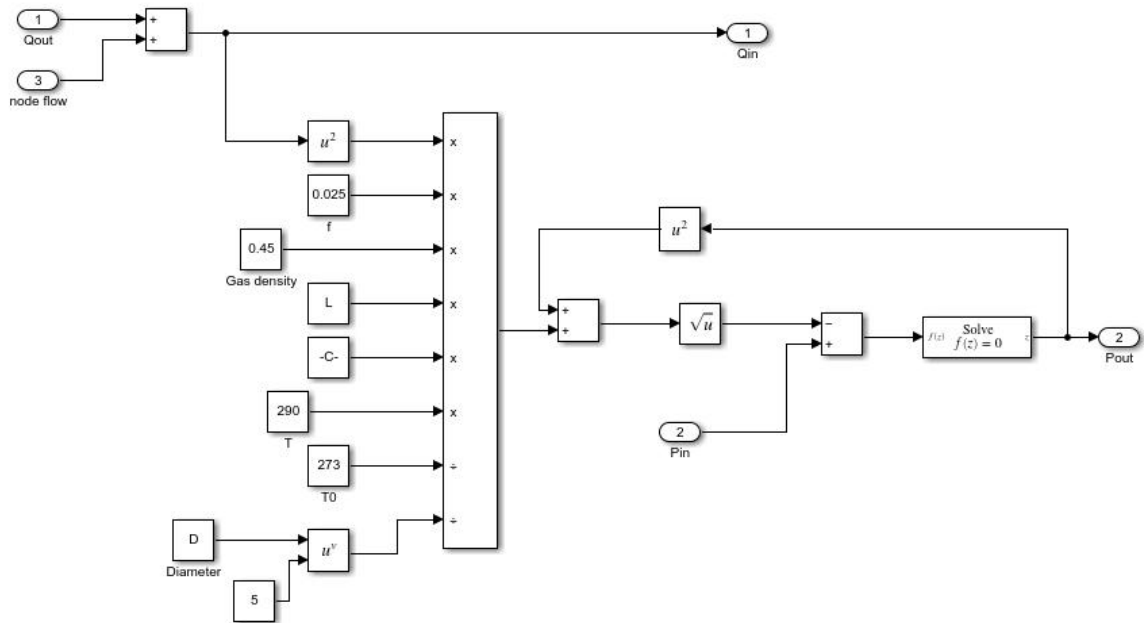 1
Qout
3
node flow
+
+
1
Qin
u²
x
0.025
f
x
0.45
Gas density
x
L
x
-C-
x
290
T
x
273
T0
÷
D
Diameter
5
uᵛ
÷
u²
+
+
√u
−
+
f(z)
Solve
f(z) = 0
z
2
Pout
2
Pin